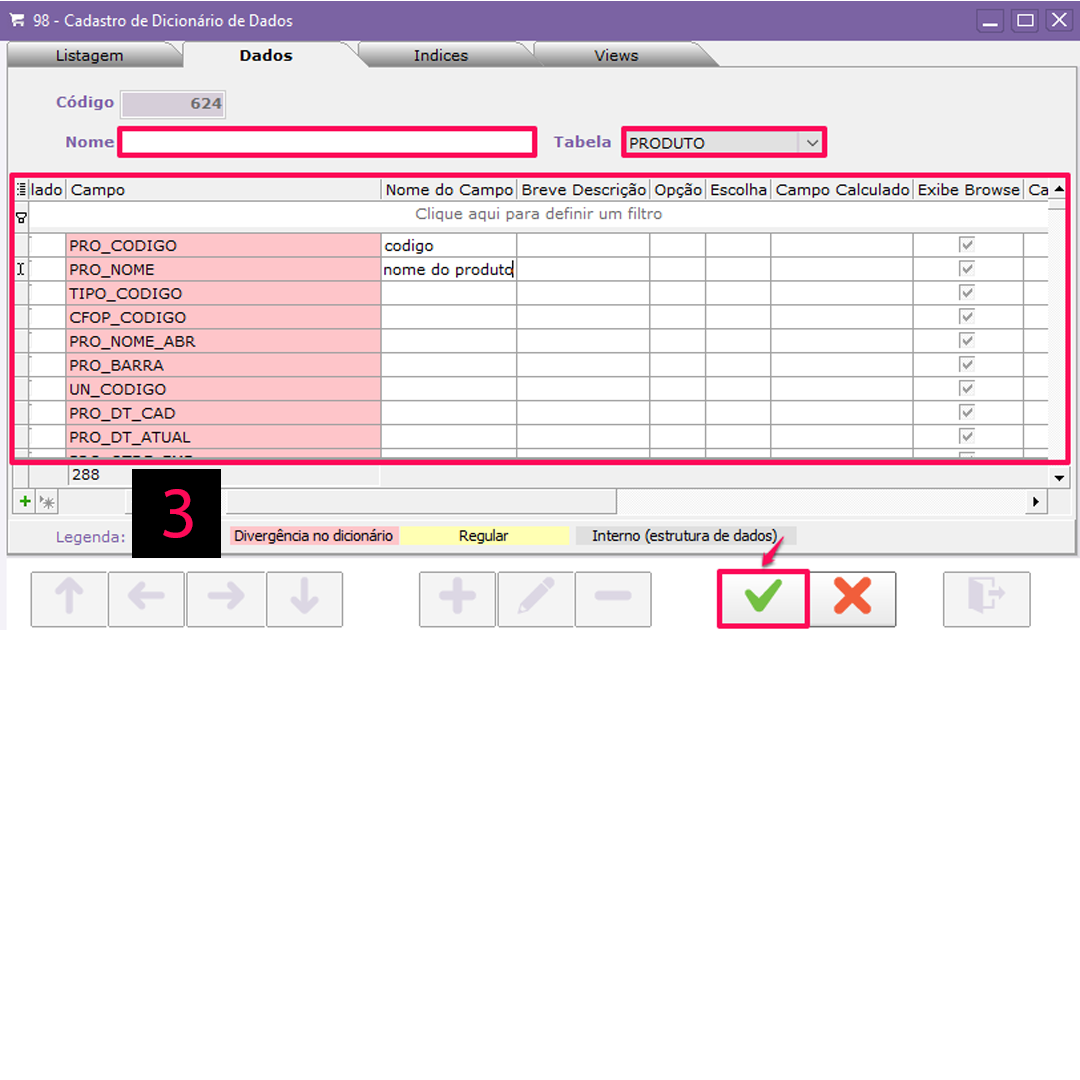 98 - Cadastro de Dicionário de Dados
Listagem Dados Indices Views
Código 624
Nome Tabela PRODUTO
lado Campo Nome do Campo Breve Descrição Opção Escolha Campo Calculado Exibe Browse Ca
Clique aqui para definir um filtro
PRO_CODIGO codigo
PRO_NOME nome do produto
TIPO_CODIGO
CFOP_CODIGO
PRO_NOME_ABR
PRO_BARRA
UN_CODIGO
PRO_DT_CAD
PRO_DT_ATUAL
288
3
Legenda: Divergência no dicionário Regular Interno (estrutura de dados)